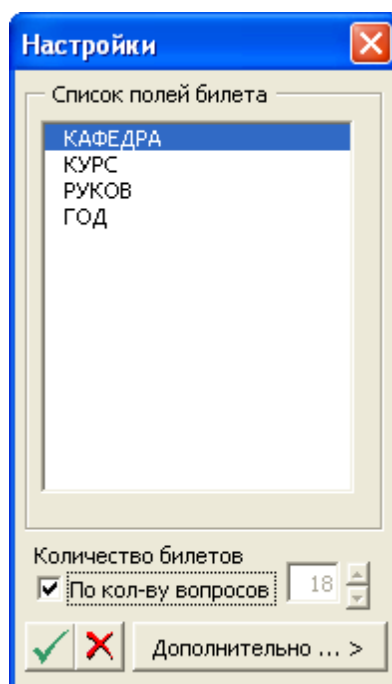 Настройки
Список полей билета
КАФЕДРА
КУРС
РУКОВ
ГОД
Количество билетов
По кол-ву вопросов 18
Дополнительно ... >